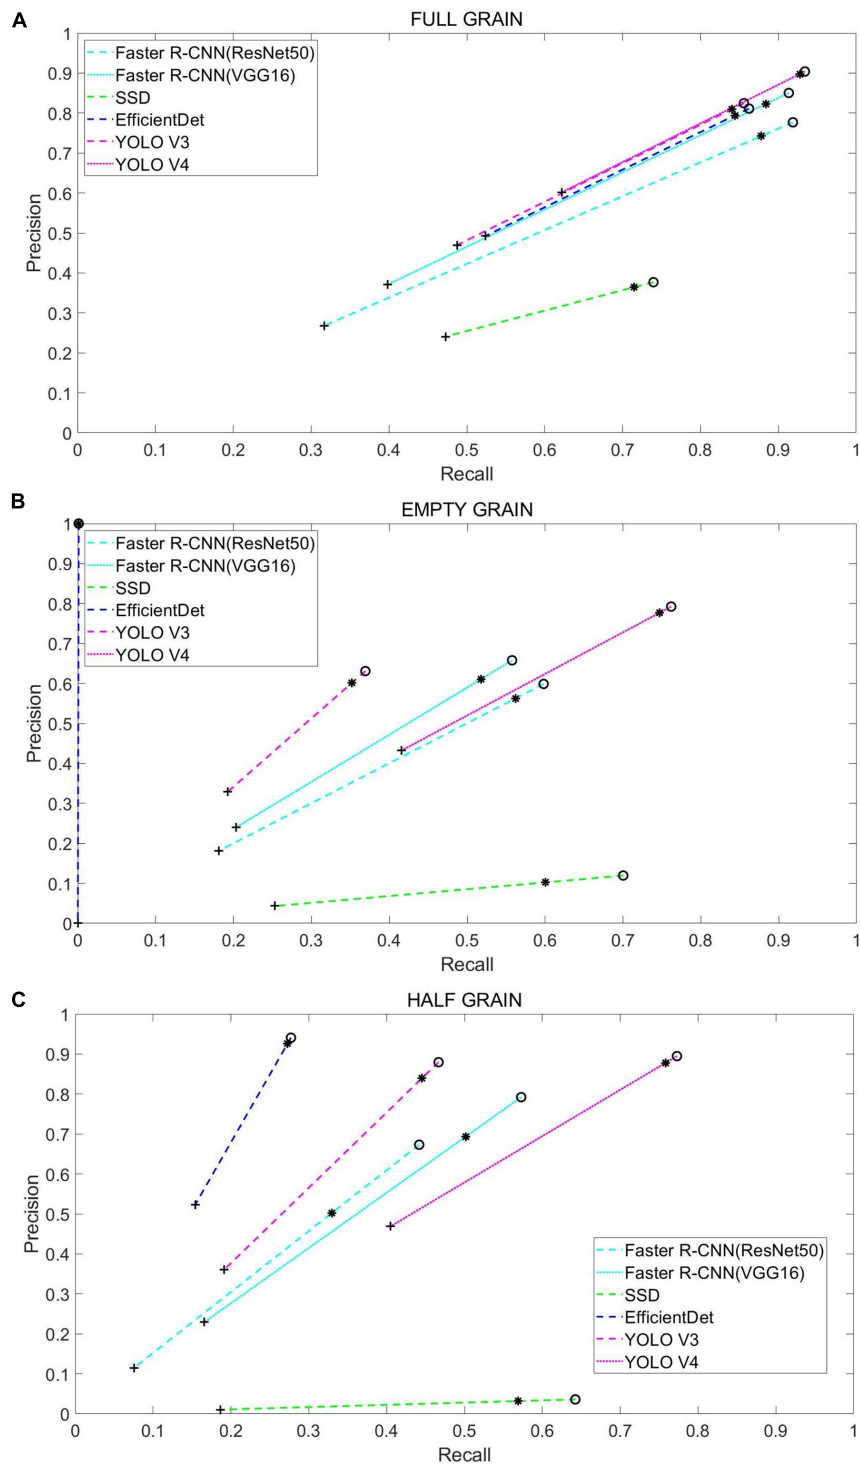 A
FULL GRAIN
1
0.9
0.8
0.7
0.6
0.5
0.4
0.3
0.2
0.1
0
Precision
Faster R-CNN(ResNet50)
Faster R-CNN(VGG16)
SSD
EfficientDet
YOLO V3
YOLO V4
0 0.1 0.2 0.3 0.4 0.5 0.6 0.7 0.8 0.9 1
Recall
B
EMPTY GRAIN
1
0.9
0.8
0.7
0.6
0.5
0.4
0.3
0.2
0.1
0
Precision
Faster R-CNN(ResNet50)
Faster R-CNN(VGG16)
SSD
EfficientDet
YOLO V3
YOLO V4
0 0.1 0.2 0.3 0.4 0.5 0.6 0.7 0.8 0.9 1
Recall
C
HALF GRAIN
1
0.9
0.8
0.7
0.6
0.5
0.4
0.3
0.2
0.1
0
Precision
Faster R-CNN(ResNet50)
Faster R-CNN(VGG16)
SSD
EfficientDet
YOLO V3
YOLO V4
0 0.1 0.2 0.3 0.4 0.5 0.6 0.7 0.8 0.9 1
Recall